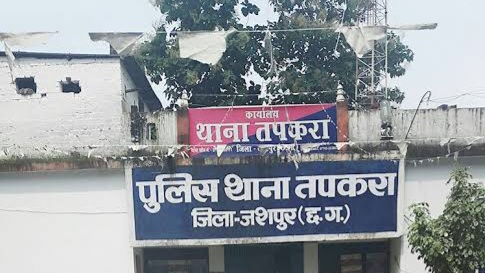 कार्यालय
थाना तपकरा
जिला
पुलिस थाना तपकरा
जिला-जशपुर (छ.ग.)